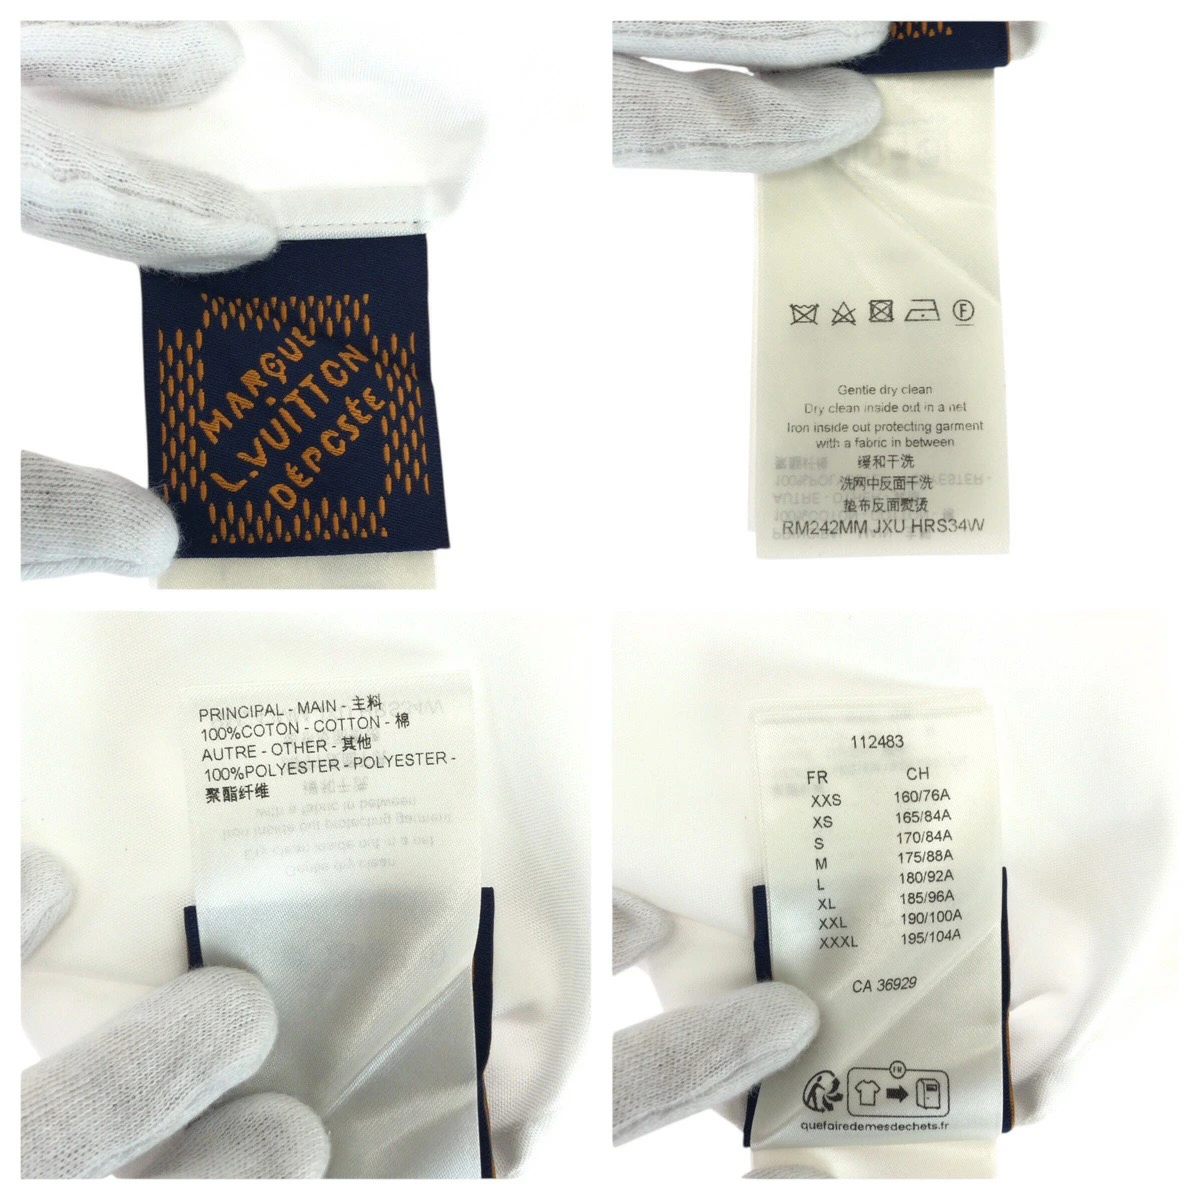 MARQUE
L.VUITTON
DÉPOSÉE
F
Gentle dry clean
Dry clean inside out in a net
Iron inside out protecting garment
with a fabric in between
缓和干洗
洗网中反面干洗
垫布反面熨烫
RM242MM JXU HRS34W
PRINCIPAL - MAIN - 主料
100%COTON - COTTON - 棉
AUTRE - OTHER - 其他
100%POLYESTER - POLYESTER -
聚酯纤维
112483
FR CH
XXS 160/76A
XS 165/84A
S 170/84A
M 175/88A
L 180/92A
XL 185/96A
XXL 190/100A
XXXL 195/104A
CA 36929
FR
quefairedemesdechets.fr